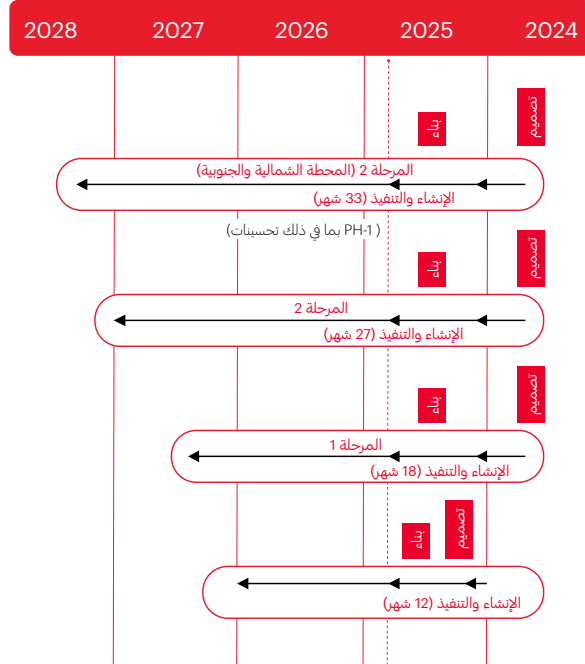 2024 2025 2026 2027 2028
تصميم
بناء
المرحلة 2 (المحطة الشمالية والجنوبية)
الإنشاء والتنفيذ (33 شهر)
( PH-1 بما في ذلك تحسينات)
تصميم
بناء
المرحلة 2
الإنشاء والتنفيذ (27 شهر)
تصميم
بناء
المرحلة 1
الإنشاء والتنفيذ (18 شهر)
تصميم
بناء
الإنشاء والتنفيذ (12 شهر)